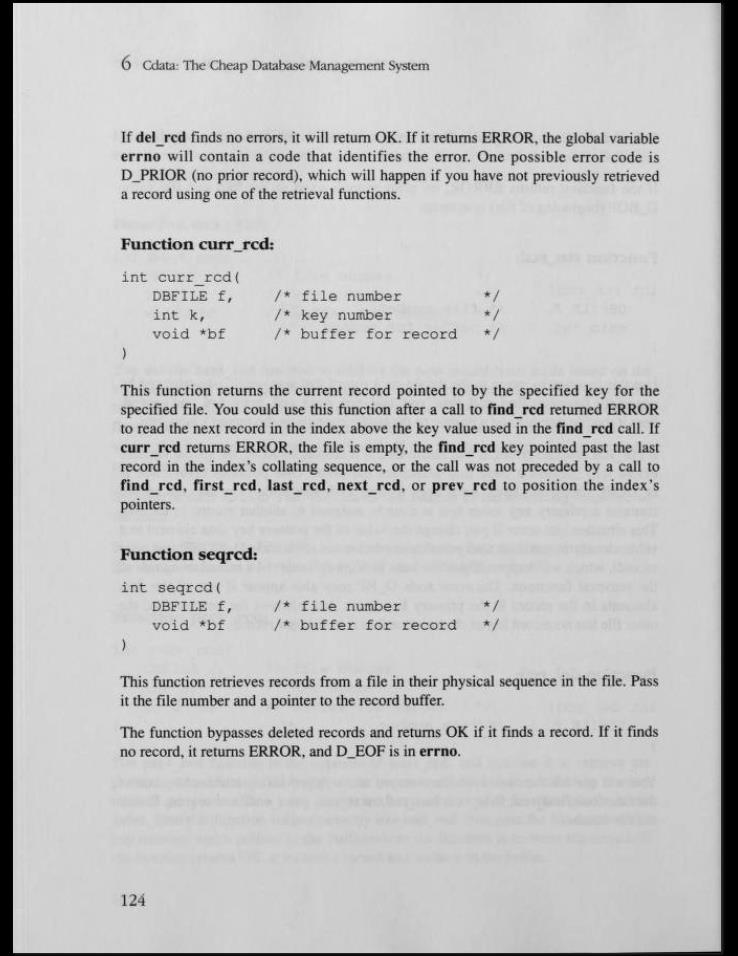 6 Cdata: The Cheap Database Management System
If del_rcd finds no errors, it will return OK. If it returns ERROR, the global variable
errno will contain a code that identifies the error. One possible error code is
D_PRIOR (no prior record), which will happen if you have not previously retrieved
a record using one of the retrieval functions.
Function curr_rcd:
int curr_rcd(
DBFILE f, /* file number */
int k, /* key number */
void *bf /* buffer for record */
)
This function returns the current record pointed to by the specified key for the
specified file. You could use this function after a call to find_rcd returned ERROR
to read the next record in the index above the key value used in the find_rcd call. If
curr_rcd returns ERROR, the file is empty, the find_rcd key pointed past the last
record in the index's collating sequence, or the call was not preceded by a call to
find_rcd, first_rcd, last_rcd, next_rcd, or prev_rcd to position the index's
pointers.
Function seqrcd:
int seqrcd(
DBFILE f, /* file number */
void *bf /* buffer for record */
)
This function retrieves records from a file in their physical sequence in the file. Pass
it the file number and a pointer to the record buffer.
The function bypasses deleted records and returns OK if it finds a record. If it finds
no record, it returns ERROR, and D_EOF is in errno.
124